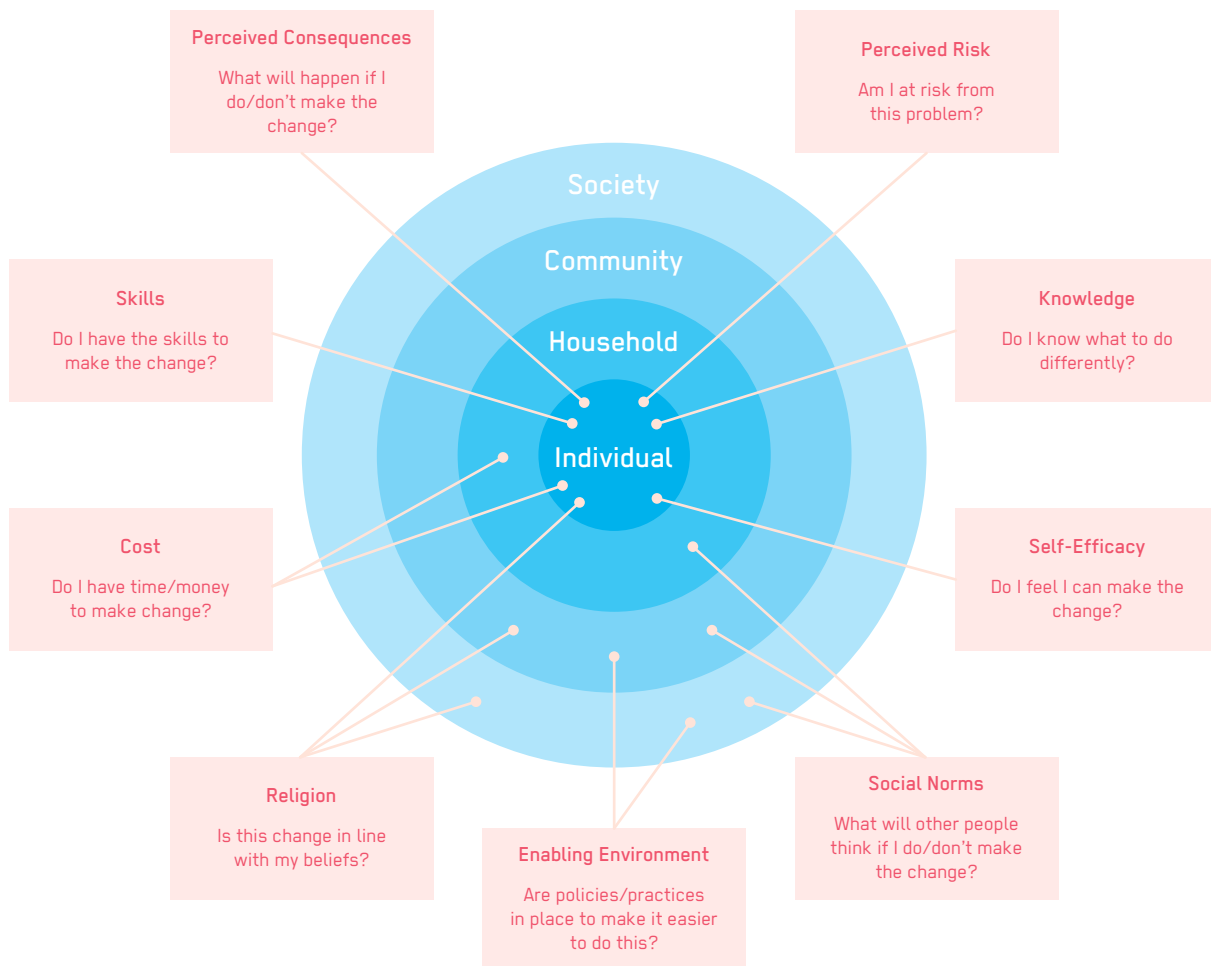 Perceived Consequences
What will happen if I
do/don't make the
change?
Perceived Risk
Am I at risk from
this problem?
Society
Community
Household
Individual
Skills
Do I have the skills to
make the change?
Knowledge
Do I know what to do
differently?
Cost
Do I have time/money
to make change?
Self-Efficacy
Do I feel I can make the
change?
Religion
Is this change in line
with my beliefs?
Enabling Environment
Are policies/practices
in place to make it easier
to do this?
Social Norms
What will other people
think if I do/don't make
the change?